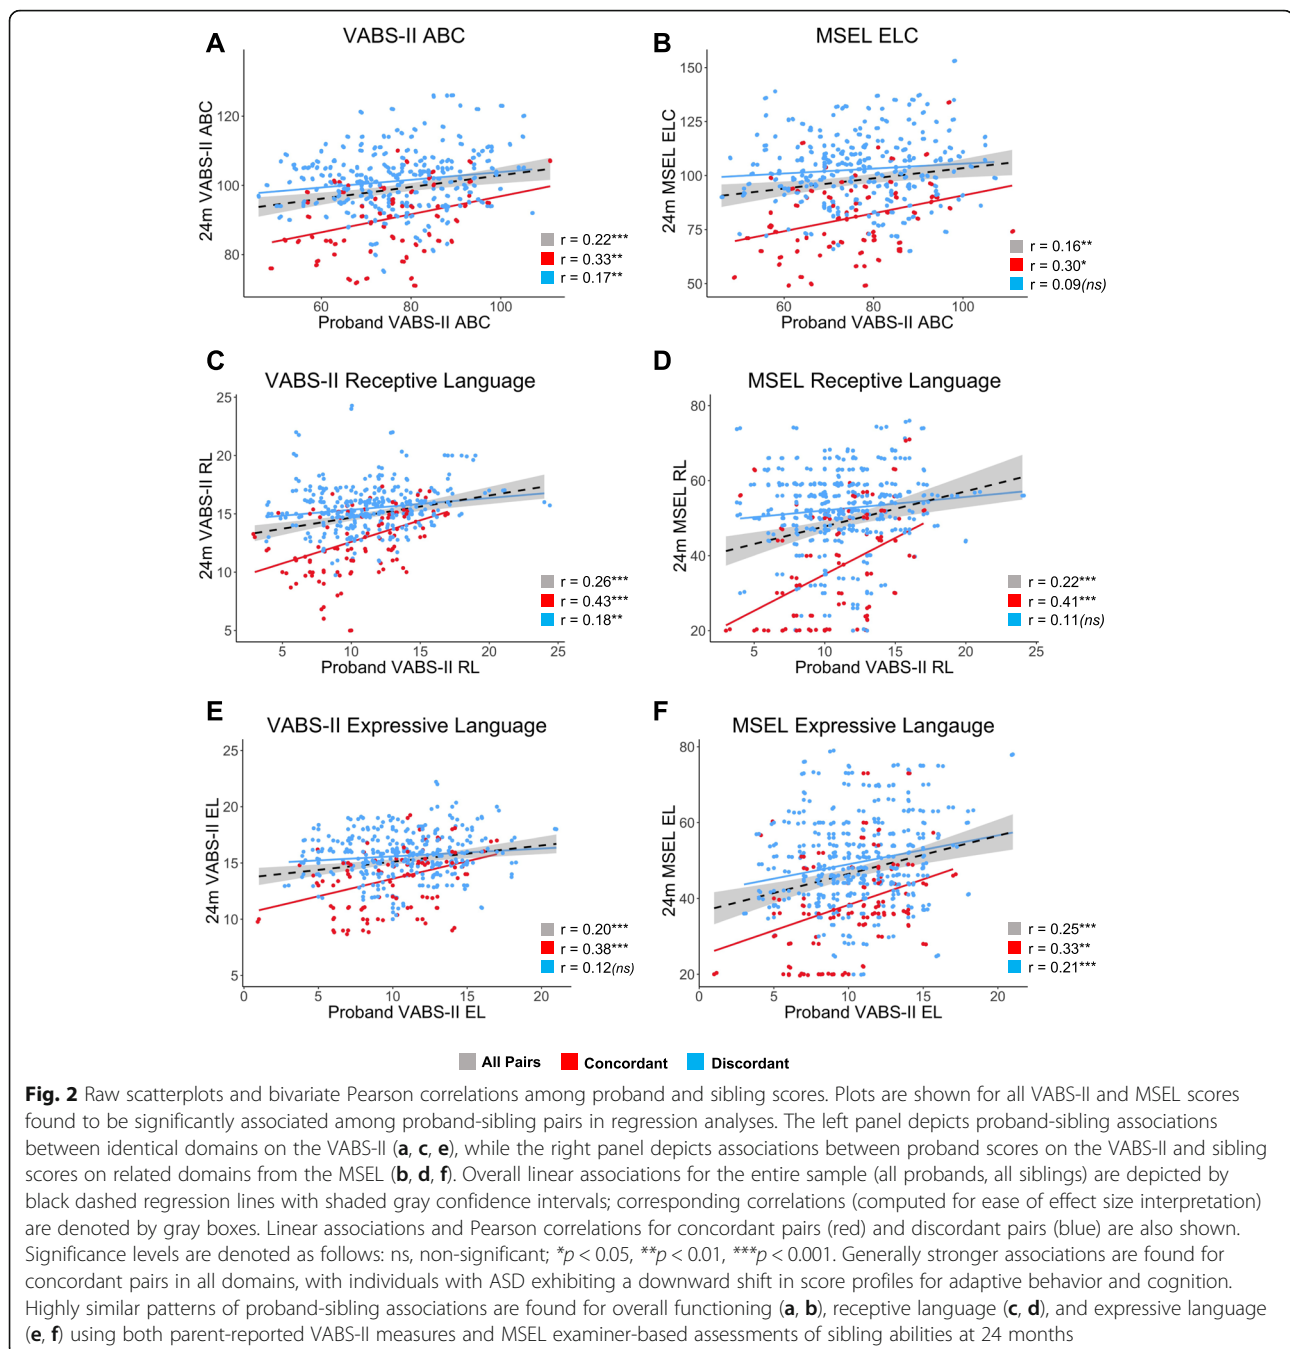 A
VABS-II ABC
24m VABS-II ABC
120
100
80
60
80
100
Proband VABS-II ABC
r = 0.22***
r = 0.33**
r = 0.17**
B
MSEL ELC
24m MSEL ELC
150
125
100
75
50
60
80
100
Proband VABS-II ABC
r = 0.16**
r = 0.30*
r = 0.09(ns)
C
VABS-II Receptive Language
24m VABS-II RL
25
20
15
10
5
5
10
15
20
25
Proband VABS-II RL
r = 0.26***
r = 0.43***
r = 0.18**
D
MSEL Receptive Language
24m MSEL RL
80
60
40
20
5
10
15
20
25
Proband VABS-II RL
r = 0.22***
r = 0.41***
r = 0.11(ns)
E
VABS-II Expressive Language
24m VABS-II EL
25
20
15
10
5
0
5
10
15
20
Proband VABS-II EL
r = 0.20***
r = 0.38***
r = 0.12(ns)
F
MSEL Expressive Langauge
24m MSEL EL
80
60
40
20
0
5
10
15
20
Proband VABS-II EL
r = 0.25***
r = 0.33**
r = 0.21***
All Pairs Concordant Discordant
Fig. 2 Raw scatterplots and bivariate Pearson correlations among proband and sibling scores. Plots are shown for all VABS-II and MSEL scores
found to be significantly associated among proband-sibling pairs in regression analyses. The left panel depicts proband-sibling associations
between identical domains on the VABS-II (a, c, e), while the right panel depicts associations between proband scores on the VABS-II and sibling
scores on related domains from the MSEL (b, d, f). Overall linear associations for the entire sample (all probands, all siblings) are depicted by
black dashed regression lines with shaded gray confidence intervals; corresponding correlations (computed for ease of effect size interpretation)
are denoted by gray boxes. Linear associations and Pearson correlations for concordant pairs (red) and discordant pairs (blue) are also shown.
Significance levels are denoted as follows: ns, non-significant; *p < 0.05, **p < 0.01, ***p < 0.001. Generally stronger associations are found for
concordant pairs in all domains, with individuals with ASD exhibiting a downward shift in score profiles for adaptive behavior and cognition.
Highly similar patterns of proband-sibling associations are found for overall functioning (a, b), receptive language (c, d), and expressive language
(e, f) using both parent-reported VABS-II measures and MSEL examiner-based assessments of sibling abilities at 24 months